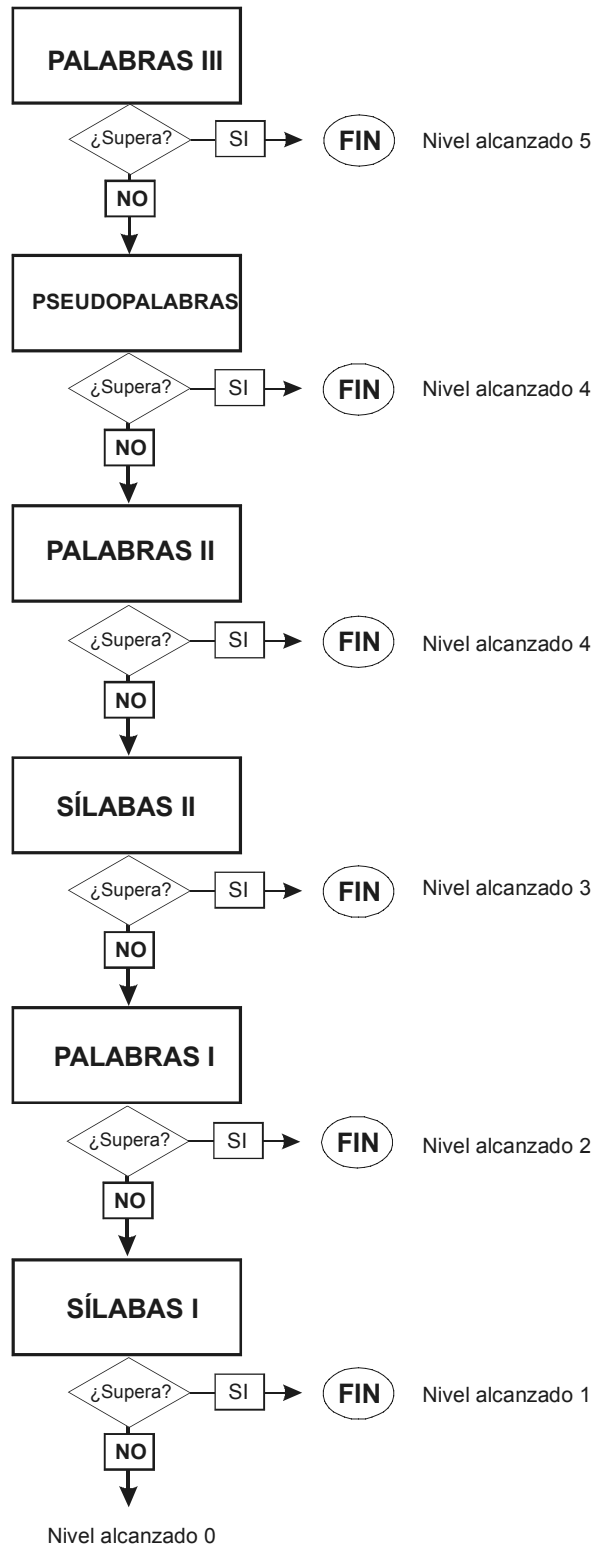 PALABRAS III
¿Supera? SI FIN Nivel alcanzado 5
NO
PSEUDOPALABRAS
¿Supera? SI FIN Nivel alcanzado 4
NO
PALABRAS II
¿Supera? SI FIN Nivel alcanzado 4
NO
SÍLABAS II
¿Supera? SI FIN Nivel alcanzado 3
NO
PALABRAS I
¿Supera? SI FIN Nivel alcanzado 2
NO
SÍLABAS I
¿Supera? SI FIN Nivel alcanzado 1
NO
Nivel alcanzado 0